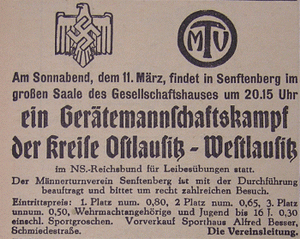 MTV
Am Sonnabend, dem 11. März, findet in Senftenberg im
großen Saale des Gesellschaftshauses um 20.15 Uhr
ein Gerätemannschaftskampf
der Kreise Ostlausitz - Westlausitz
im NS.-Reichsbund für Leibesübungen statt.
Der Männerturnverein Senftenberg ist mit der Durchführung
beauftragt und bittet um recht zahlreichen Besuch.
Eintrittspreis: 1. Platz num. 0.80, 2 Platz num. 0.65, 3. Platz
unnum. 0.50, Wehrmachtsangehörige und Jugend bis 16 J. 0.30
einschl. Sportgroschen. Vorverkauf Sporthaus Alfred Besser,
Schmiedestraße. Die Vereinsleitung.